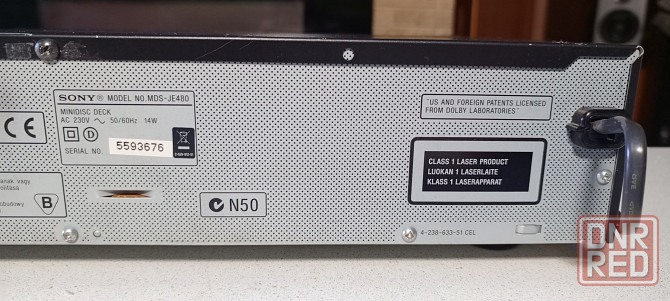 SONY® MODEL NO. MDS-JE480
MINIDISC DECK
AC 230V ~ 50/60Hz 14W
D
SERIAL NO. 5593676
"US AND FOREIGN PATENTS LICENSED
FROM DOLBY LABORATORIES"
CLASS 1 LASER PRODUCT
LUOKAN 1 LASERLAITE
KLASS 1 LASERAPPARAT
CE
anak vagy
B
N50
4-238-633-51 CEL
DNR
RED